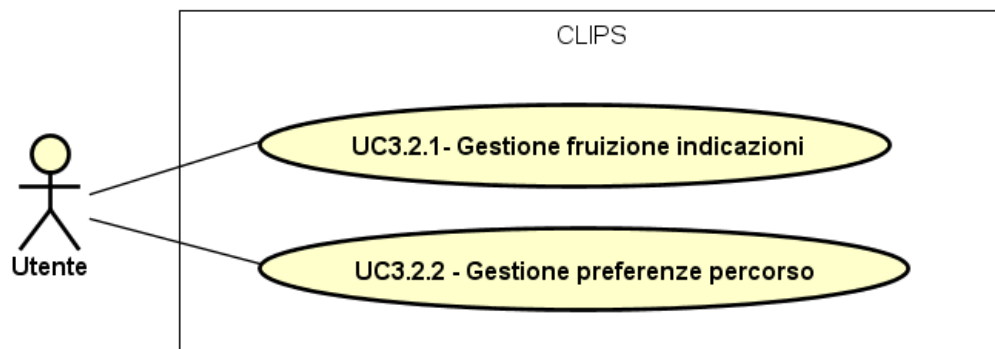 CLIPS
UC3.2.1- Gestione fruizione indicazioni
Utente
UC3.2.2 - Gestione preferenze percorso